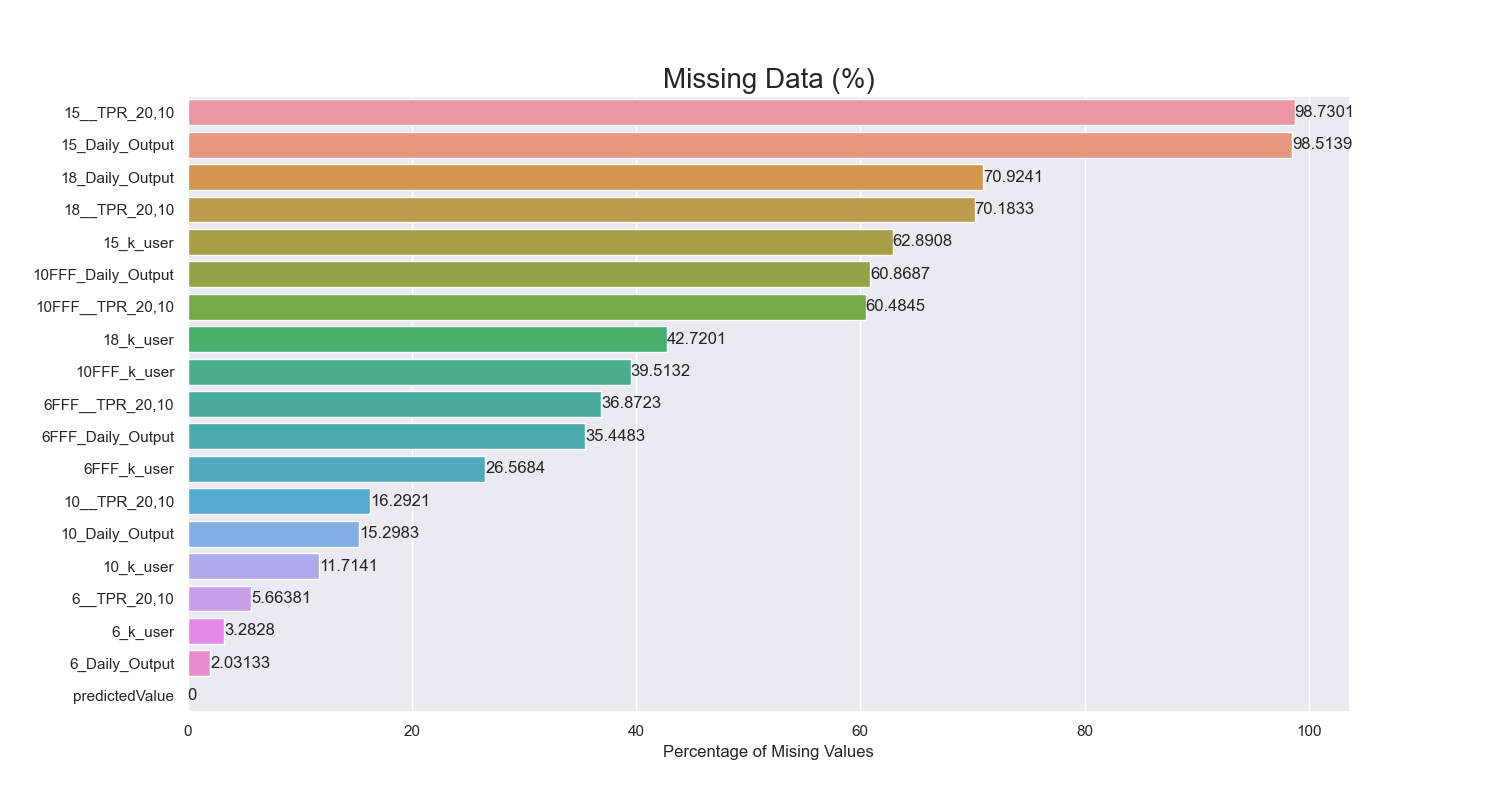 Missing Data (%)
15__TPR_20,10 98.7301
15_Daily_Output 98.5139
18_Daily_Output 70.9241
18__TPR_20,10 70.1833
15_k_user 62.8908
10FFF_Daily_Output 60.8687
10FFF__TPR_20,10 60.4845
18_k_user 42.7201
10FFF_k_user 39.5132
6FFF__TPR_20,10 36.8723
6FFF_Daily_Output 35.4483
6FFF_k_user 26.5684
10__TPR_20,10 16.2921
10_Daily_Output 15.2983
10_k_user 11.7141
6__TPR_20,10 5.66381
6_k_user 3.2828
6_Daily_Output 2.03133
predictedValue 0
0 20 40 60 80 100
Percentage of Mising Values